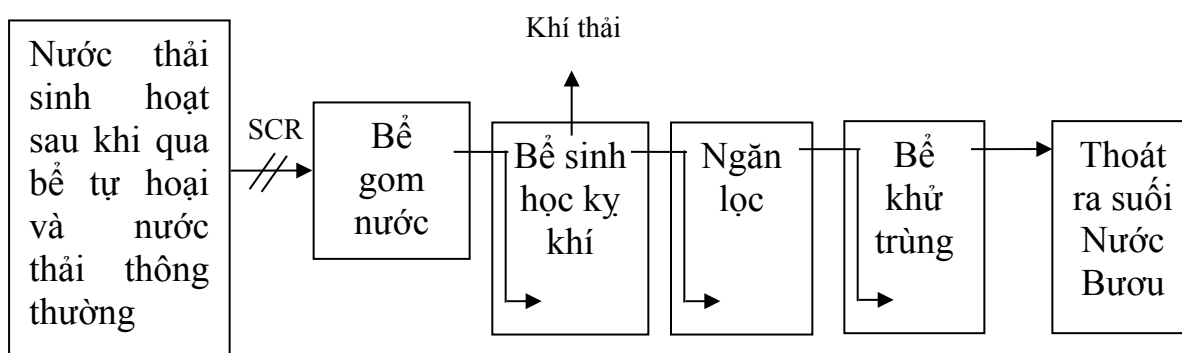 Khí thải
Nước thải
sinh hoạt
sau khi qua
bể tự hoại
và nước
thải thông
thường
SCR
Bể
gom
nước
Bể sinh
học kỵ
khí
Ngăn
lọc
Bể
khử
trùng
Thoát
ra suối
Nước
Bươu